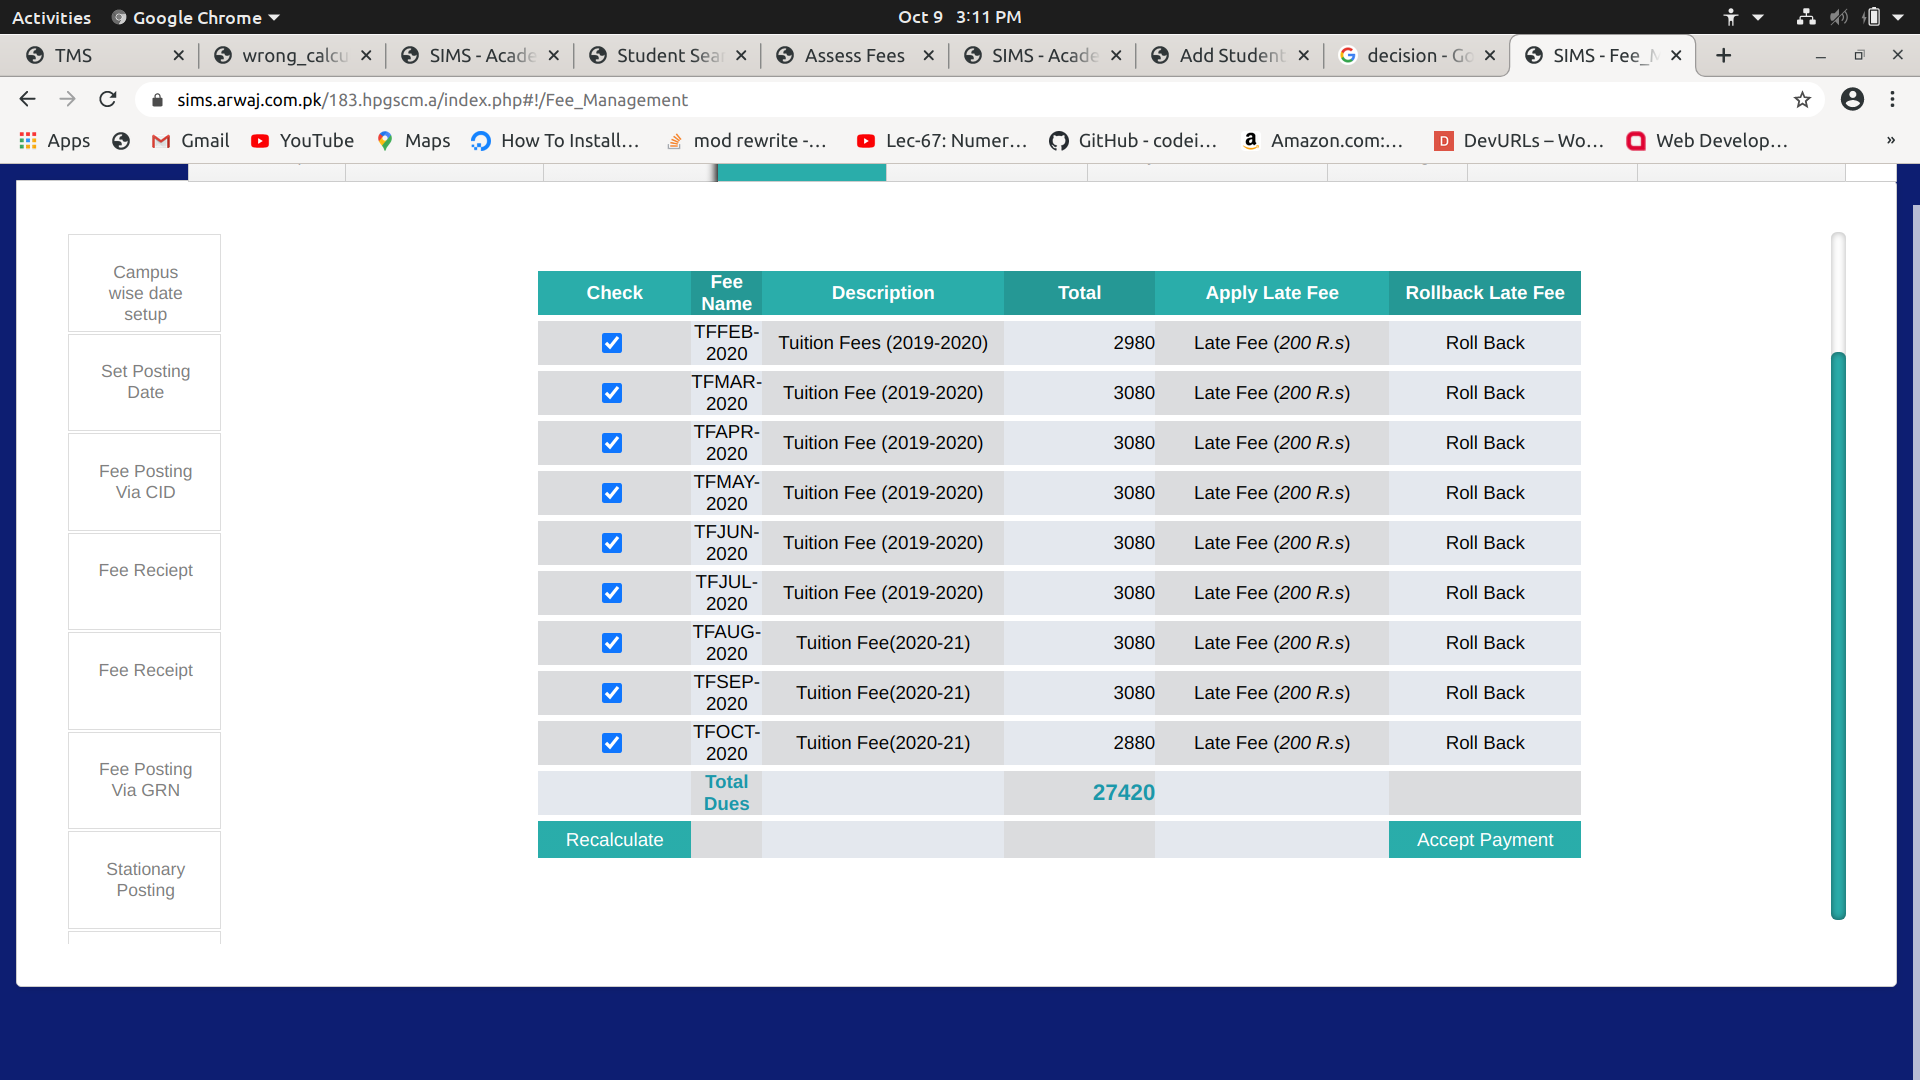 Activities Google Chrome Oct 9 3:11 PM
TMS wrong_calcu SIMS - Acade Student Sear Assess Fees SIMS - Acade Add Student decision - Go SIMS - Fee_M
sims.arwaj.com.pk/183.hpgscm.a/index.php#!/Fee_Management
Apps Gmail YouTube Maps How To Install... mod rewrite -... Lec-67: Numer... GitHub - codei... Amazon.com:... DevURLs – Wo... Web Develop... »
Campus
wise date
setup
Set Posting
Date
Fee Posting
Via CID
Fee Reciept
Fee Receipt
Fee Posting
Via GRN
Stationary
Posting
Check Fee Name Description Total Apply Late Fee Rollback Late Fee
TFFEB-2020 Tuition Fees (2019-2020) 2980 Late Fee (200 R.s) Roll Back
TFMAR-2020 Tuition Fee (2019-2020) 3080 Late Fee (200 R.s) Roll Back
TFAPR-2020 Tuition Fee (2019-2020) 3080 Late Fee (200 R.s) Roll Back
TFMAY-2020 Tuition Fee (2019-2020) 3080 Late Fee (200 R.s) Roll Back
TFJUN-2020 Tuition Fee (2019-2020) 3080 Late Fee (200 R.s) Roll Back
TFJUL-2020 Tuition Fee (2019-2020) 3080 Late Fee (200 R.s) Roll Back
TFAUG-2020 Tuition Fee(2020-21) 3080 Late Fee (200 R.s) Roll Back
TFSEP-2020 Tuition Fee(2020-21) 3080 Late Fee (200 R.s) Roll Back
TFOCT-2020 Tuition Fee(2020-21) 2880 Late Fee (200 R.s) Roll Back
Total Dues 27420
Recalculate Accept Payment